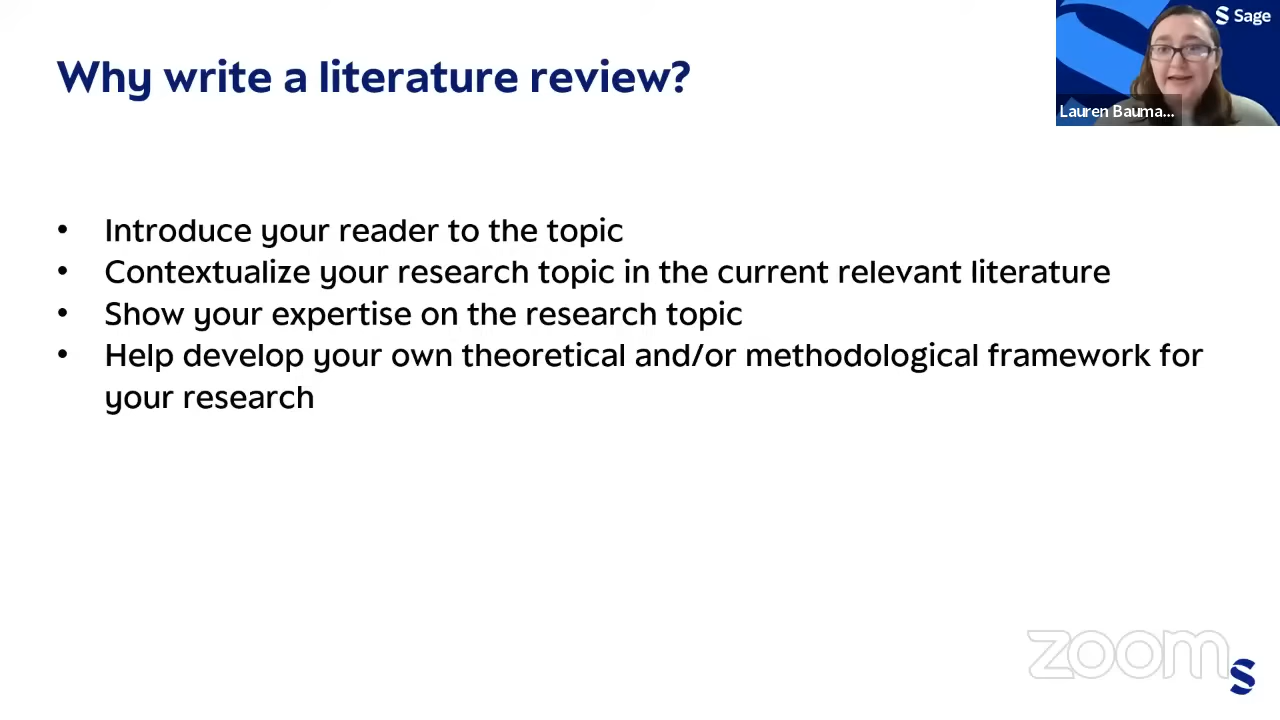 Why write a literature review?
Sage
Lauren Bauma...
• Introduce your reader to the topic
• Contextualize your research topic in the current relevant literature
• Show your expertise on the research topic
• Help develop your own theoretical and/or methodological framework for
your research
zoom